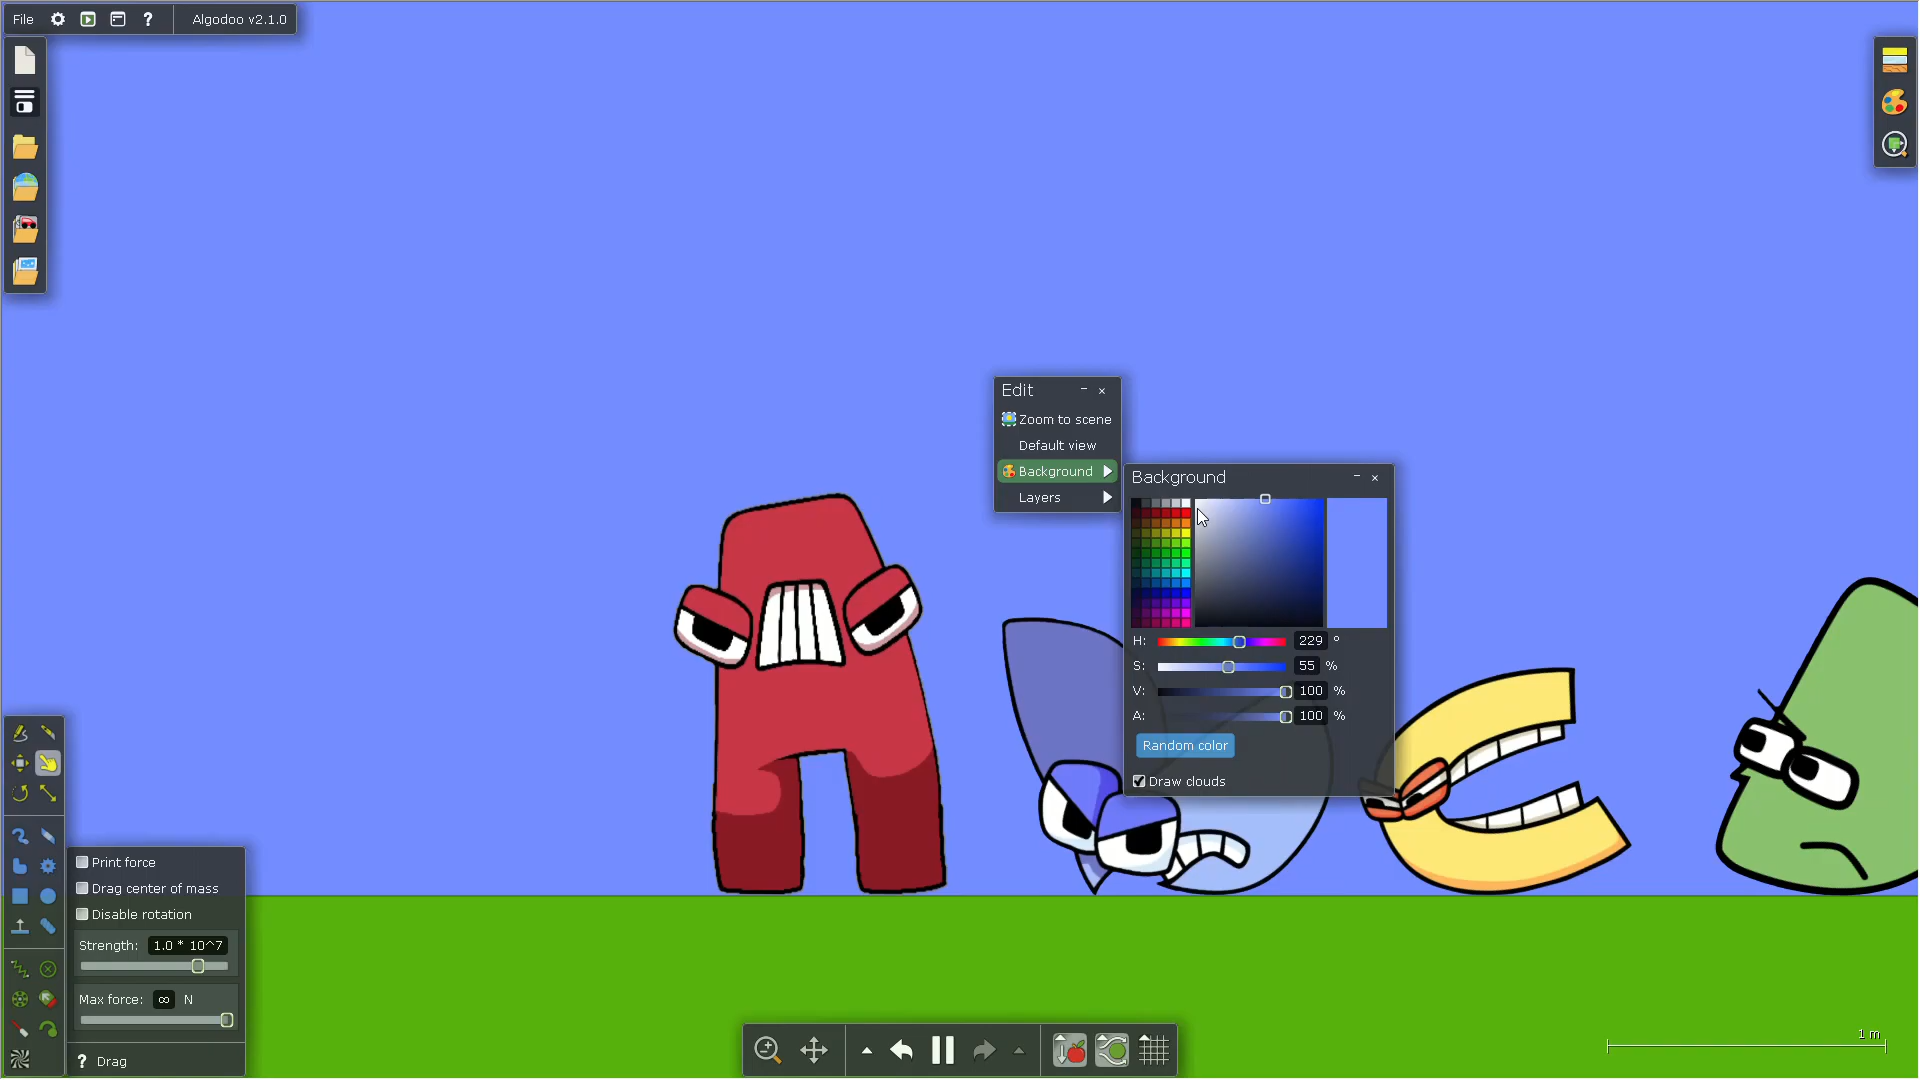 File
?
Algodoo v2.1.0
Edit
Zoom to scene
Default view
Background
Layers
Background
H: 229 °
S: 55 %
V: 100 %
A: 100 %
Random color
Draw clouds
Print force
Drag center of mass
Disable rotation
Strength: 1.0 * 10^7
Max force: ∞ N
? Drag
1 m